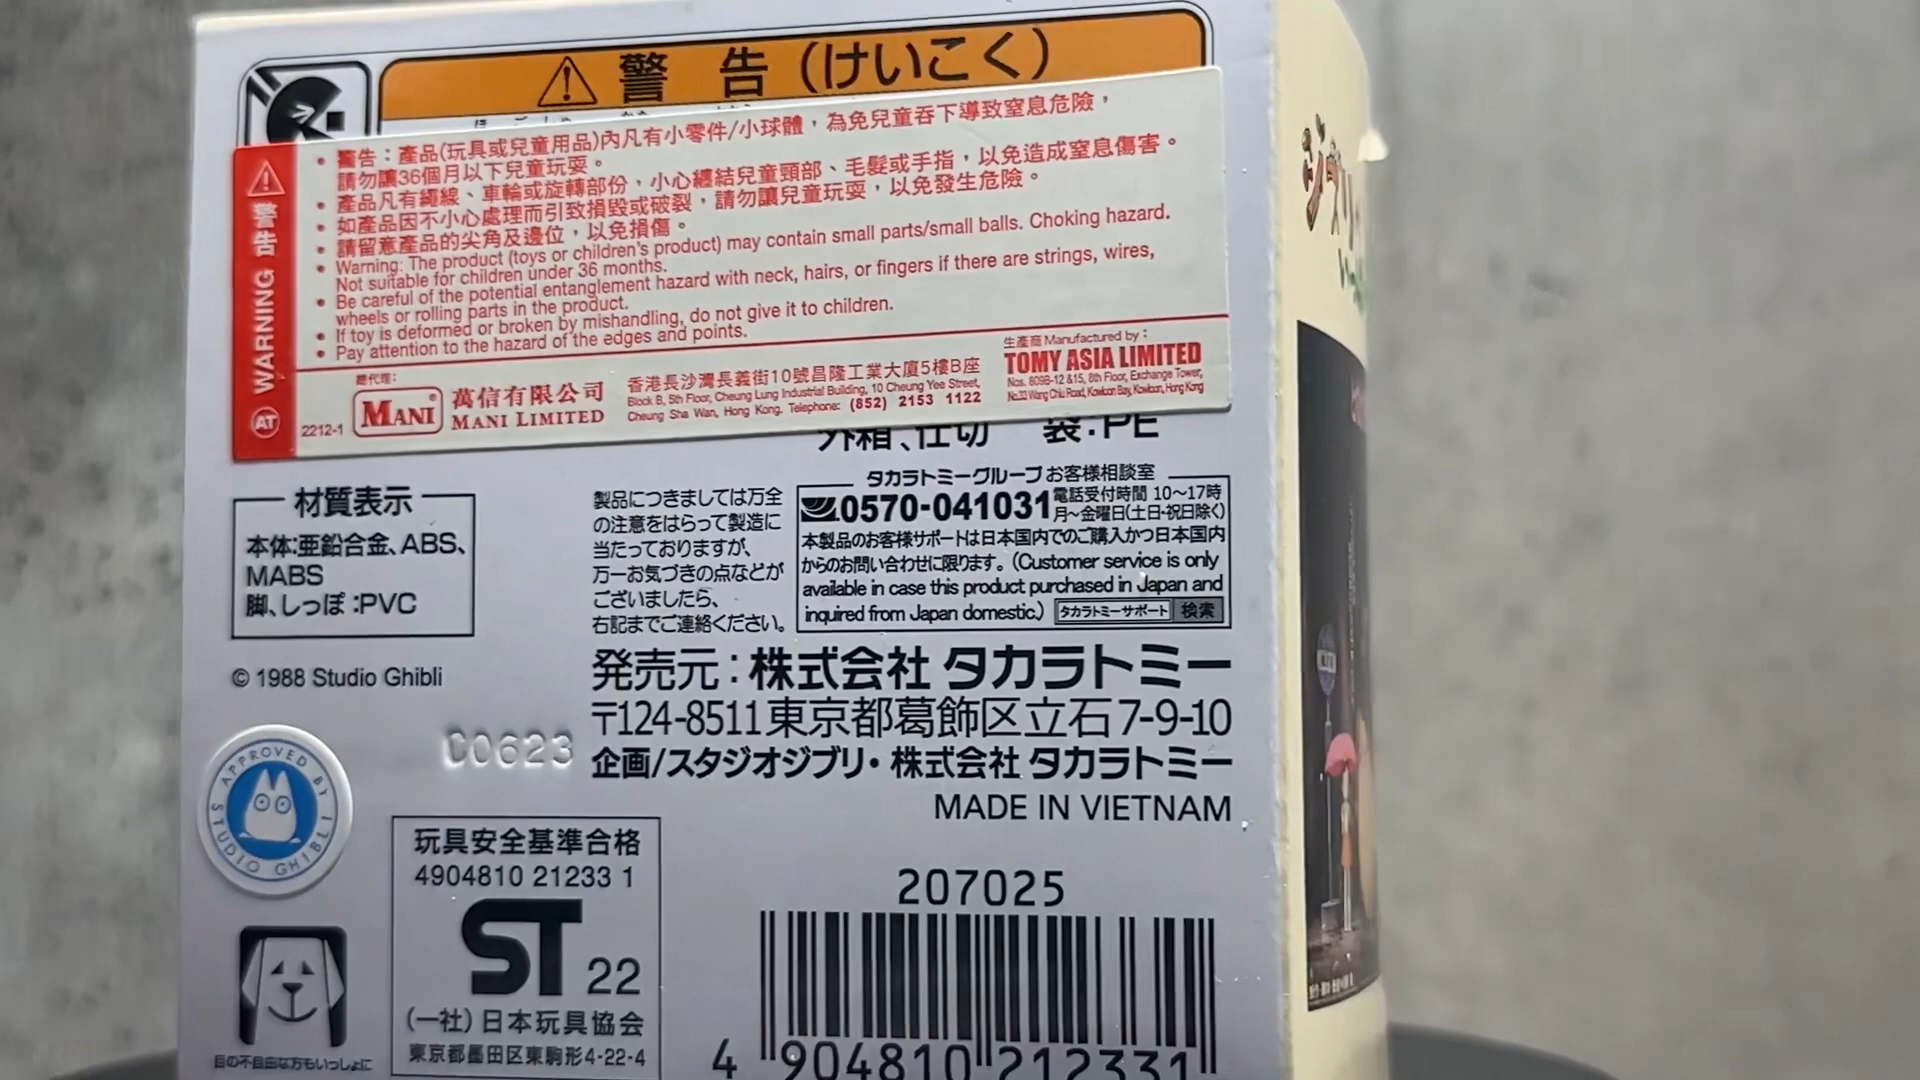 警告（けいこく）
警告：產品(玩具或兒童用品)內凡有小零件/小球體，為免兒童吞下導致窒息危險，
請勿讓36個月以下兒童玩耍。
產品凡有繩線、車輪或旋轉部份，小心纏結兒童頸部、毛髮或手指，以免造成窒息傷害。
如產品因不小心處理而引致損毀或破裂，請勿讓兒童玩耍，以免發生危險。
請留意產品的尖角及邊位，以免損傷。
Warning: The product (toys or children's product) may contain small parts/small balls. Choking hazard.
Not suitable for children under 36 months.
Be careful of the potential entanglement hazard with neck, hairs, or fingers if there are strings, wires,
wheels or rolling parts in the product.
If toy is deformed or broken by mishandling, do not give it to children.
Pay attention to the hazard of the edges and points.
警告 WARNING
AT
2212-1
總代理：
MANI
萬信有限公司
MANI LIMITED
香港長沙灣長義街10號昌隆工業大廈5樓B座
Block B, 5th Floor, Cheung Lung Industrial Building, 10 Cheung Yee Street,
Cheung Sha Wan, Hong Kong. Telephone: (852) 2153 1122
生產商 Manufactured by：
TOMY ASIA LIMITED
Nos. 809B-12 &15, 8th Floor, Exchange Tower,
No.33 Wang Chiu Road, Kowloon Bay, Kowloon, Hong Kong
外箱、仕切 袋：PE
材質表示
本体:亜鉛合金、ABS、
MABS
脚、しっぽ：PVC
製品につきましては万全
の注意をはらって製造に
当たっておりますが、
万一お気づきの点などが
ございましたら、
右記までご連絡ください。
タカラトミーグループお客様相談室
0570-041031 電話受付時間 10〜17時
月〜金曜日(土日・祝日除く)
本製品のお客様サポートは日本国内でのご購入かつ日本国内
からのお問い合わせに限ります。(Customer service is only
available in case this product purchased in Japan and
inquired from Japan domestic.) タカラトミーサポート 検索
© 1988 Studio Ghibli
発売元：株式会社 タカラトミー
〒124-8511東京都葛飾区立石7-9-10
企画/スタジオジブリ・株式会社 タカラトミー
MADE IN VIETNAM
C0623
APPROVED BY
STUDIO GHIBLI
玩具安全基準合格
4904810 21233 1
ST 22
(一社)日本玩具協会
東京都墨田区東駒形4-22-4
目の不自由な方もいっしょに
207025
4 904810 212331